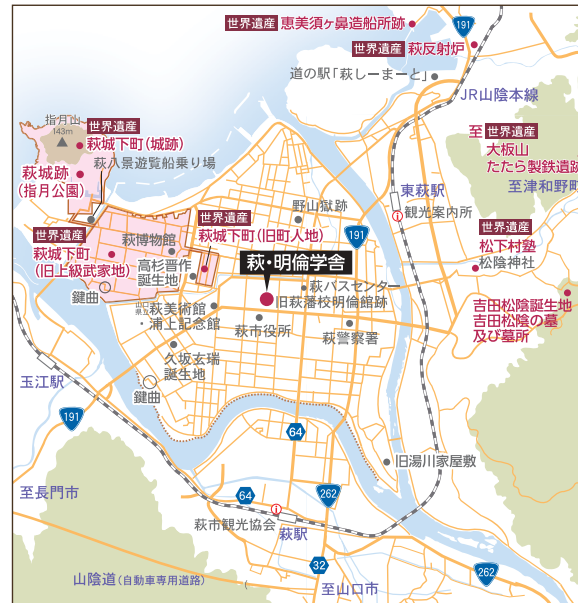 世界遺産 恵美須ヶ鼻造船所跡
191
世界遺産 萩反射炉
道の駅「萩しーまーと」
JR山陰本線
指月山
143m
世界遺産
萩城下町(城跡)
萩八景遊覧船乗り場
萩城跡
(指月公園)
至 世界遺産
大板山
たたら製鉄遺跡
至津和野町
東萩駅
観光案内所
野山獄跡
191
世界遺産
萩城下町
(旧上級武家地)
世界遺産
萩城下町(旧町人地)
萩博物館
高杉晋作
誕生地
鍵曲
世界遺産
松下村塾
松陰神社
萩・明倫学舎
萩バスセンター
旧萩藩校明倫館跡
山口県立
萩美術館
・浦上記念館
萩市役所
萩警察署
吉田松陰誕生地
吉田松陰の墓
及び墓所
久坂玄瑞
誕生地
玉江駅
鍵曲
191
64
旧湯川家屋敷
至長門市
64
262
萩市観光協会
萩駅
32
262
山陰道(自動車専用道路)
至山口市